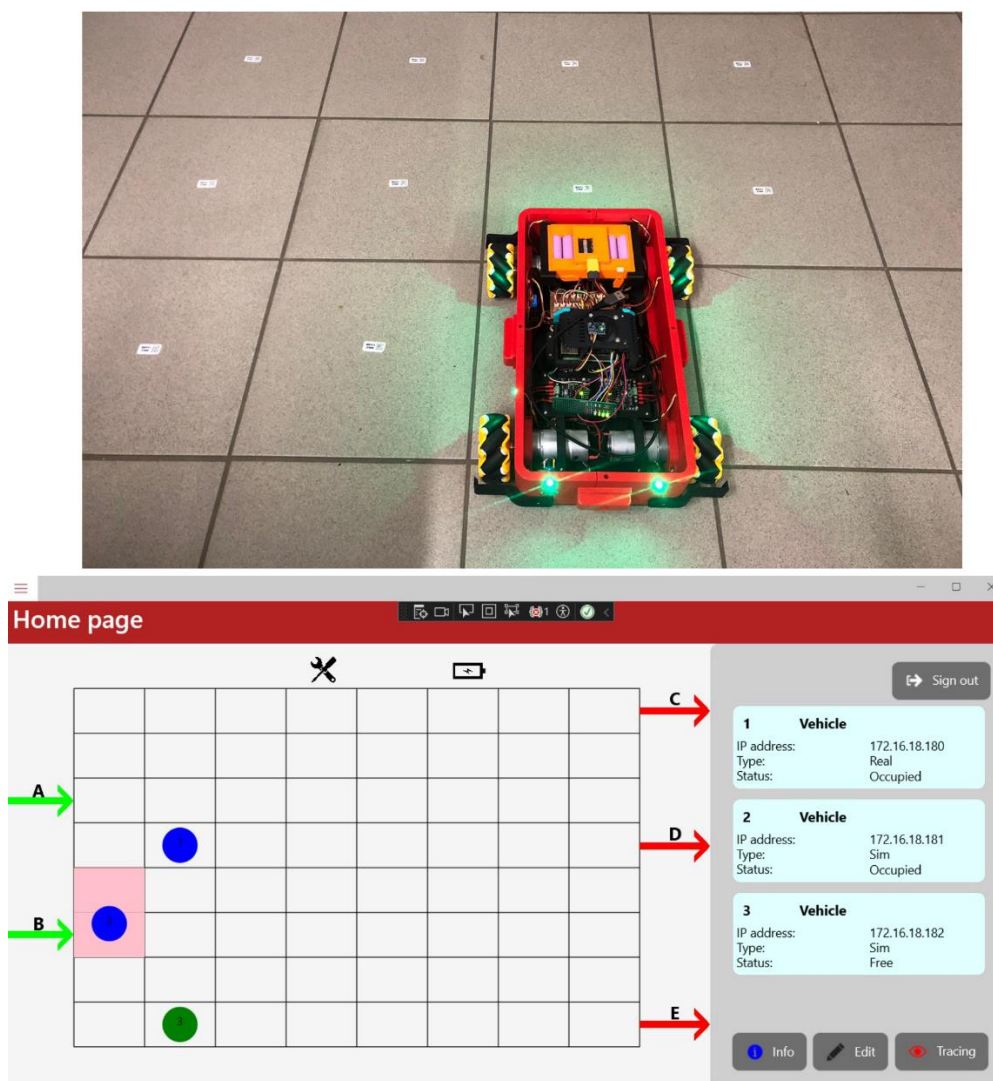 1
Home page
Sign out
C
1 Vehicle
IP address: 172.16.18.180
Type: Real
Status: Occupied
A
D
2 Vehicle
IP address: 172.16.18.181
Type: Sim
Status: Occupied
B
3 Vehicle
IP address: 172.16.18.182
Type: Sim
Status: Free
3
E
Info Edit Tracing